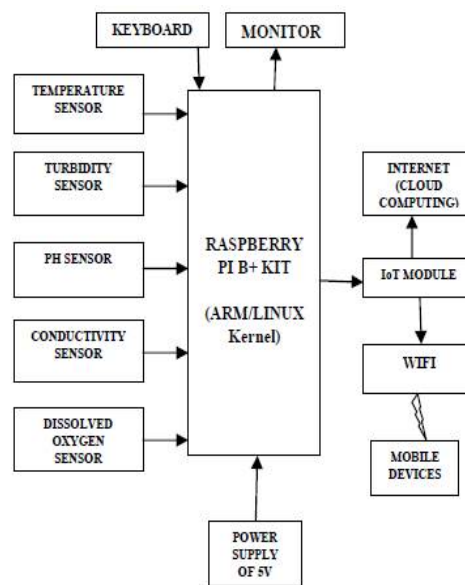 KEYBOARD
MONITOR
TEMPERATURE
SENSOR
TURBIDITY
SENSOR
PH SENSOR
CONDUCTIVITY
SENSOR
DISSOLVED
OXYGEN
SENSOR
RASPBERRY
PI B+ KIT
(ARM/LINUX
Kernel)
POWER
SUPPLY
OF 5V
INTERNET
(CLOUD
COMPUTING)
IoT MODULE
WIFI
MOBILE
DEVICES